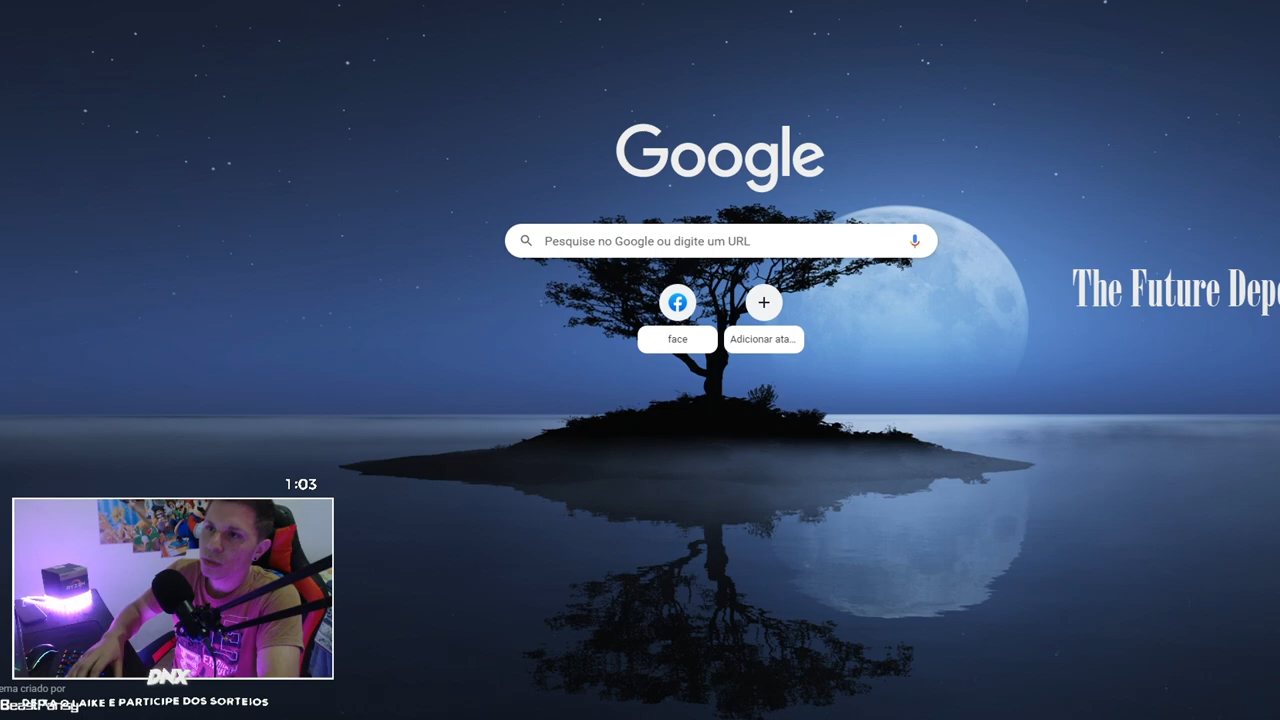 Google
Pesquise no Google ou digite um URL
The Future Depe
face
Adicionar ata...
1:03
DNX
ema criado por
O LAIKE E PARTICIPE DOS SORTEIOS